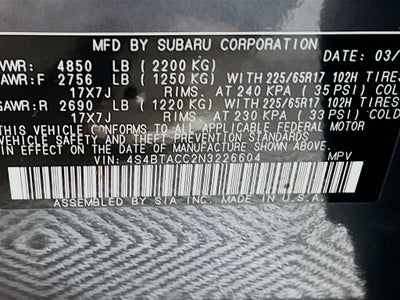 MFD BY SUBARU CORPORATION DATE: 03/
VWR: 4850 LB (2200 KG)
GAWR:F 2756 LB (1250 KG) WITH 225/65R17 102H TIRES
17X7J RIMS. AT 240 KPA (35 PSI) COLD
GAWR:R 2690 LB (1220 KG) WITH 225/65R17 102H TIRES
17X7J RIMS. AT 230 KPA (33 PSI) COLD
THIS VEHICLE CONFORMS TO ALL APPLICABLE FEDERAL MOTOR
VEHICLE SAFETY AND THEFT PREVENTION STANDARDS
IN EFFECT ON THE DATE OF MANUFACTURE SHOWN ABOVE.
VIN: 4S4BTACC2N3226604 MPV
ASSEMBLED BY SIA INC. MADE IN U.S.A.